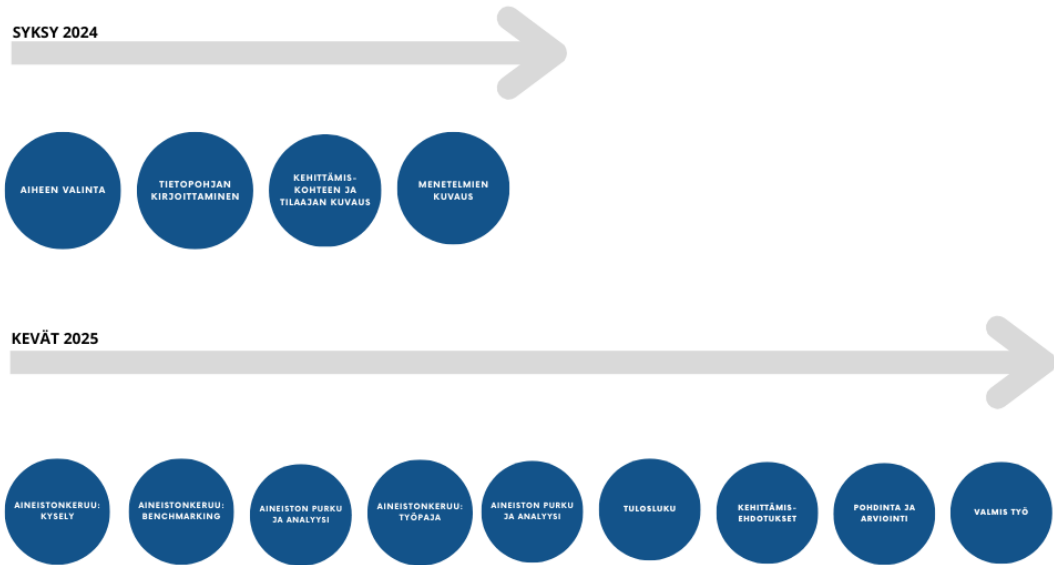 SYKSY 2024
AIHEEN VALINTA
TIETOPOHJAN
KIRJOITTAMINEN
KEHITTÄMIS-
KOHTEEN JA
TILAAJAN KUVAUS
MENETELMIEN
KUVAUS
KEVÄT 2025
AINEISTONKERUU:
KYSELY
AINEISTONKERUU:
BENCHMARKING
AINEISTON PURKU
JA ANALYYSI
AINEISTONKERUU:
TYÖPAJA
AINEISTON PURKU
JA ANALYYSI
TULOSLUKU
KEHITTÄMIS-
EHDOTUKSET
POHDINTA JA
ARVIOINTI
VALMIS TYÖ